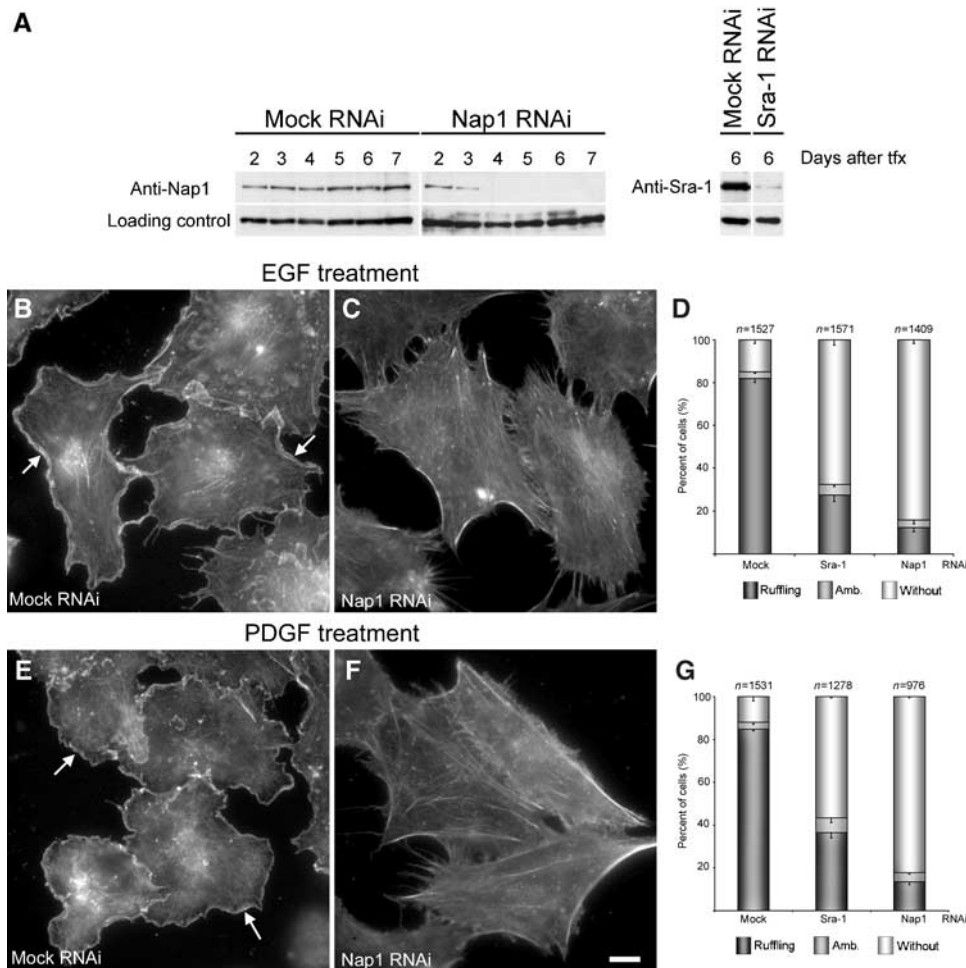 A
Mock RNAi
Nap1 RNAi
Mock RNAi
Sra-1 RNAi
2 3 4 5 6 7
2 3 4 5 6 7
6 6
Days after tfx
Anti-Nap1
Anti-Sra-1
Loading control
EGF treatment
B
Mock RNAi
C
Nap1 RNAi
D
n=1527 n=1571 n=1409
Percent of cells (%)
100
80
60
40
20
Mock Sra-1 Nap1 RNAi
Ruffling Amb. Without
PDGF treatment
E
Mock RNAi
F
Nap1 RNAi
G
n=1531 n=1278 n=976
Percent of cells (%)
100
80
60
40
20
Mock Sra-1 Nap1 RNAi
Ruffling Amb. Without